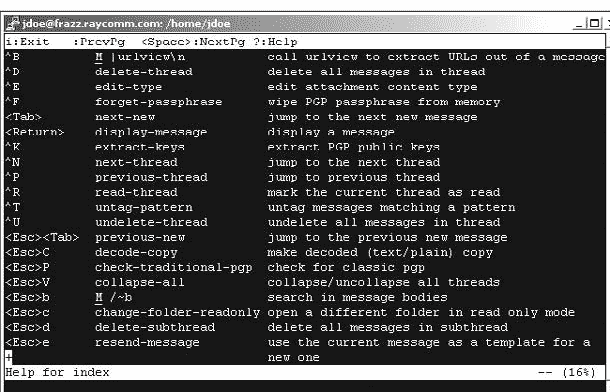 jdoe@frazz.raycomm.com: /home/jdoe
i:Exit :PrevPg <Space>:NextPg ?:Help
^B M |urlview\n call urlview to extract URLs out of a message
^D delete-thread delete all messages in thread
^E edit-type edit attachment content type
^F forget-passphrase wipe PGP passphrase from memory
<Tab> next-new jump to the next new message
<Return> display-message display a message
^K extract-keys extract PGP public keys
^N next-thread jump to the next thread
^P previous-thread jump to previous thread
^R read-thread mark the current thread as read
^T untag-pattern untag messages matching a pattern
^U undelete-thread undelete all messages in thread
<Esc><Tab> previous-new jump to the previous new message
<Esc>C decode-copy make decoded (text/plain) copy
<Esc>P check-traditional-pgp check for classic pgp
<Esc>V collapse-all collapse/uncollapse all threads
<Esc>b M /~b search in message bodies
<Esc>c change-folder-readonly open a different folder in read only mode
<Esc>d delete-subthread delete all messages in subthread
<Esc>e resend-message use the current message as a template for a
+ new one
Help for index -- (16%)